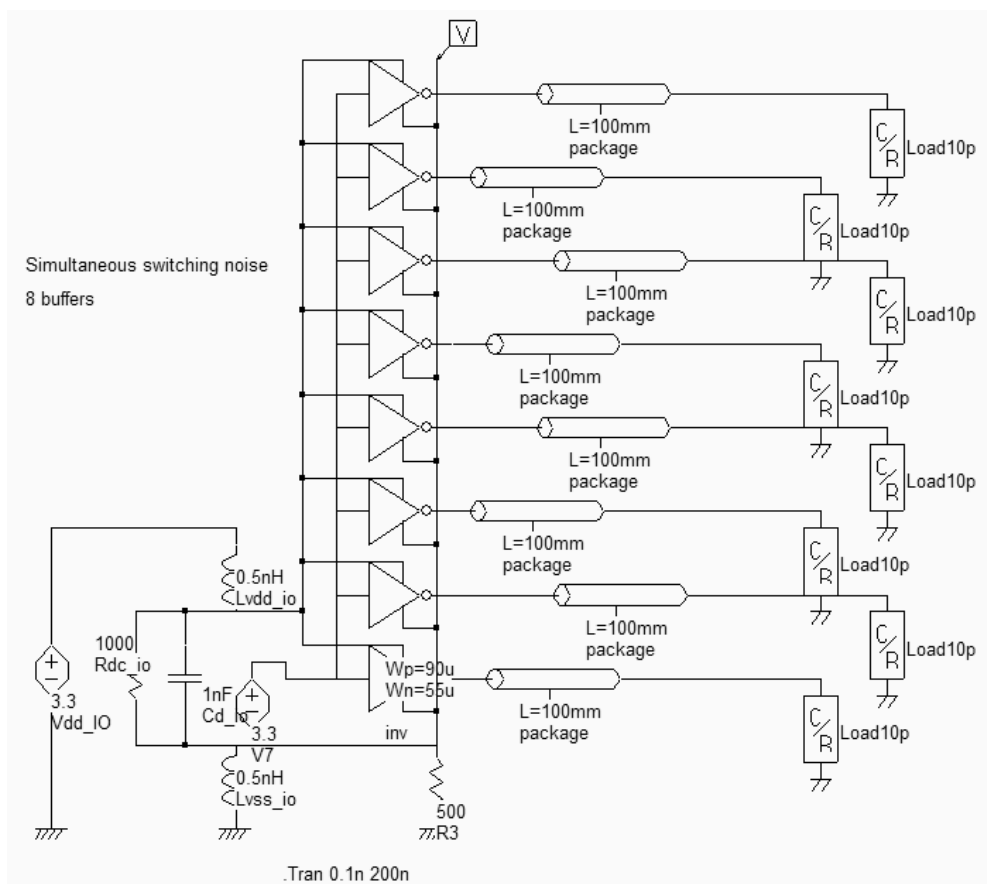 V
L=100mm
package
C/R
Load10p
L=100mm
package
C/R
Load10p
Simultaneous switching noise
8 buffers
L=100mm
package
C/R
Load10p
L=100mm
package
C/R
Load10p
L=100mm
package
C/R
Load10p
L=100mm
package
C/R
Load10p
0.5nH
Lvdd_io
L=100mm
package
C/R
Load10p
1000
Rdc_io
1nF
Cd_io
+
3.3
Vdd_IO
+
3.3
V7
Wp=90u
Wn=55u
inv
L=100mm
package
C/R
Load10p
0.5nH
Lvss_io
500
R3
.Tran 0.1n 200n